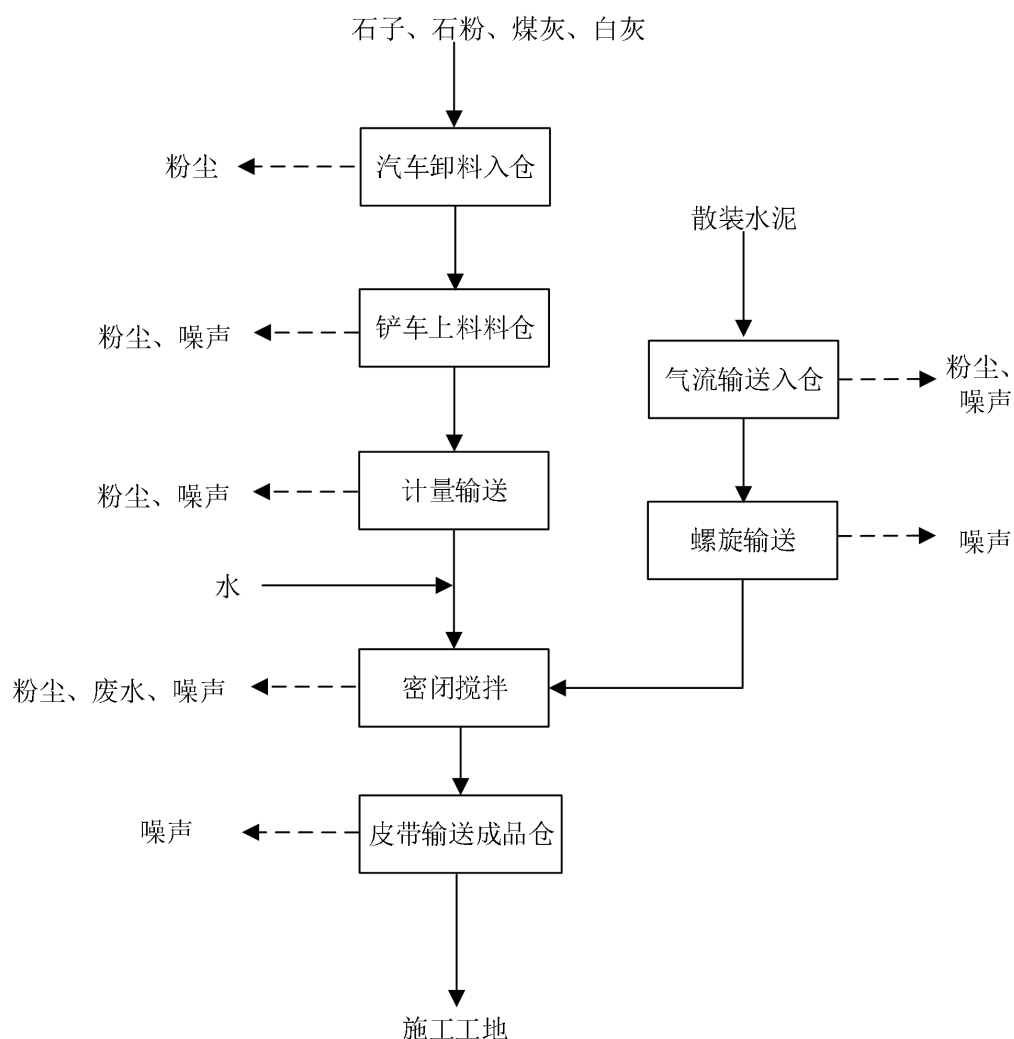 石子、石粉、煤灰、白灰
粉尘
汽车卸料入仓
散装水泥
粉尘、噪声
铲车上料料仓
气流输送入仓
粉尘、
噪声
粉尘、噪声
计量输送
螺旋输送
噪声
水
粉尘、废水、噪声
密闭搅拌
噪声
皮带输送成品仓
施工工地